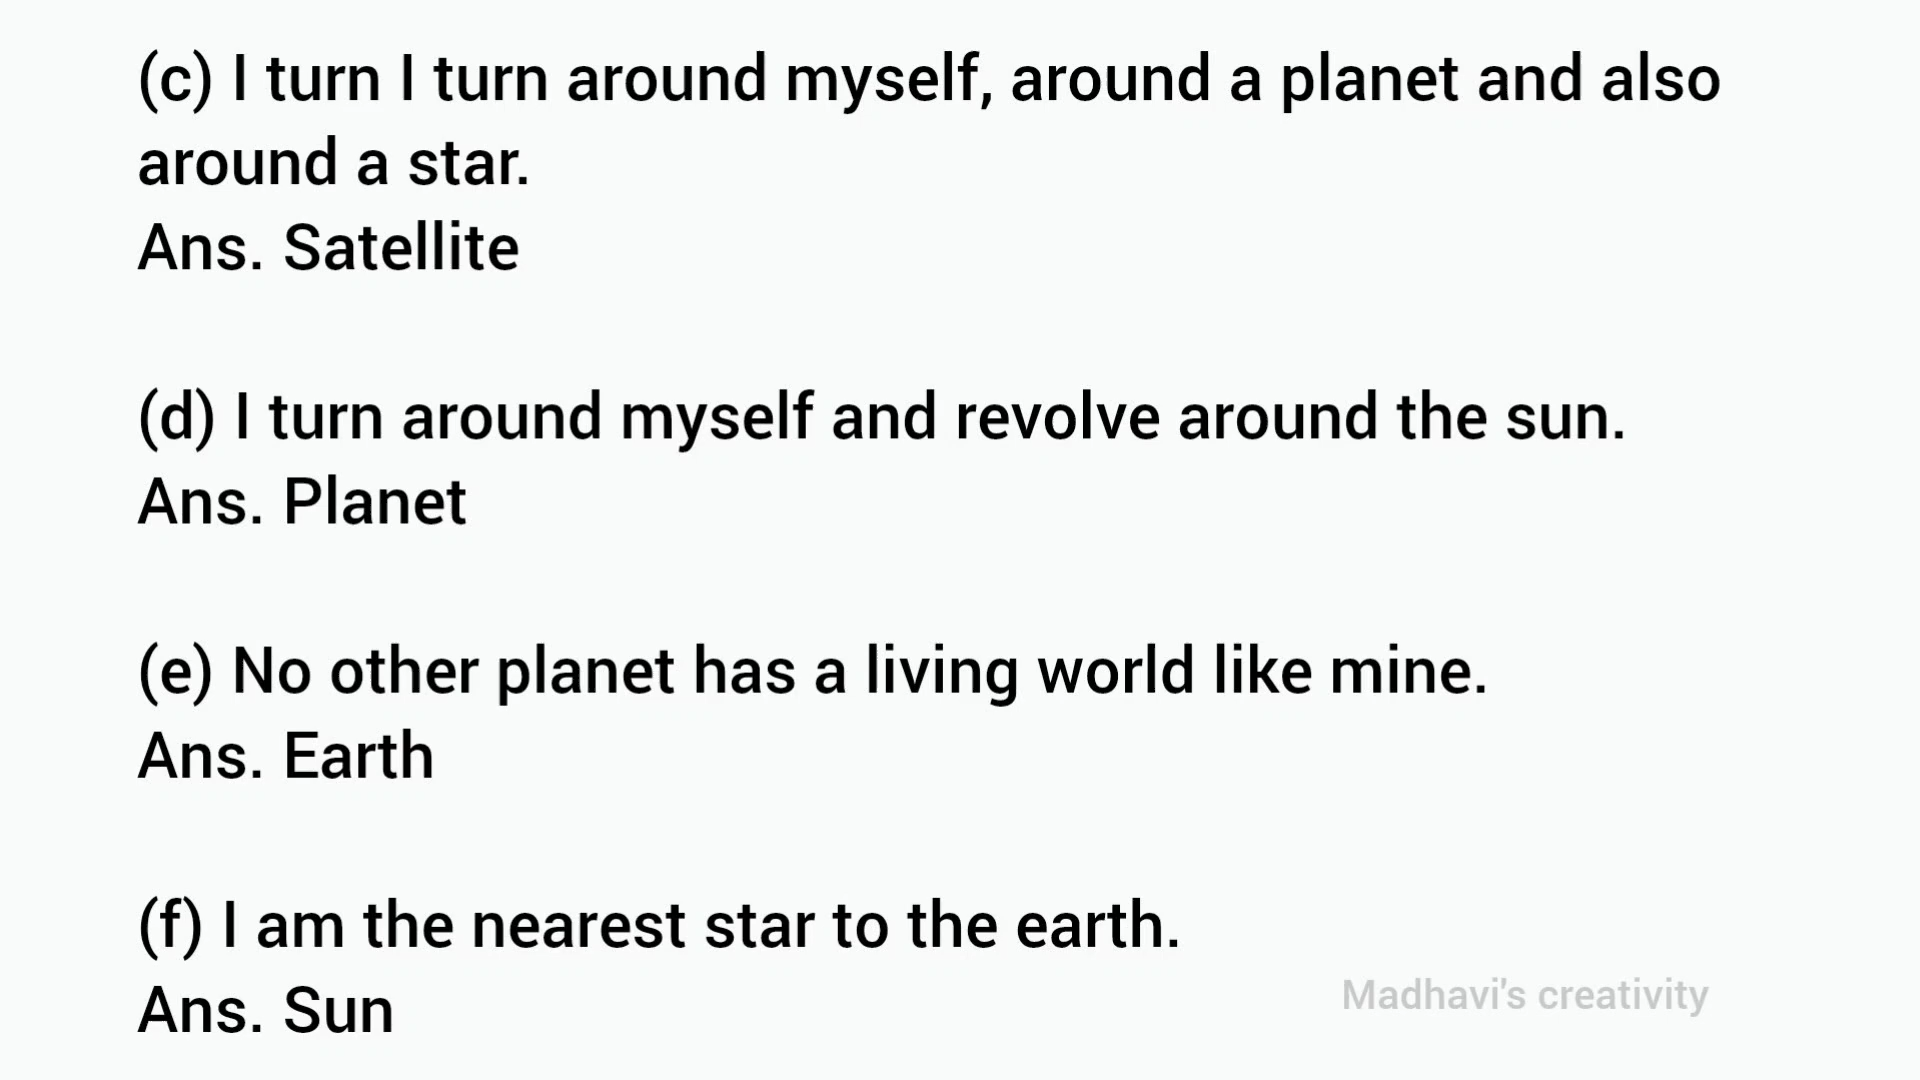 (c) I turn I turn around myself, around a planet and also
around a star.
Ans. Satellite
(d) I turn around myself and revolve around the sun.
Ans. Planet
(e) No other planet has a living world like mine.
Ans. Earth
(f) I am the nearest star to the earth.
Ans. Sun
Madhavi's creativity